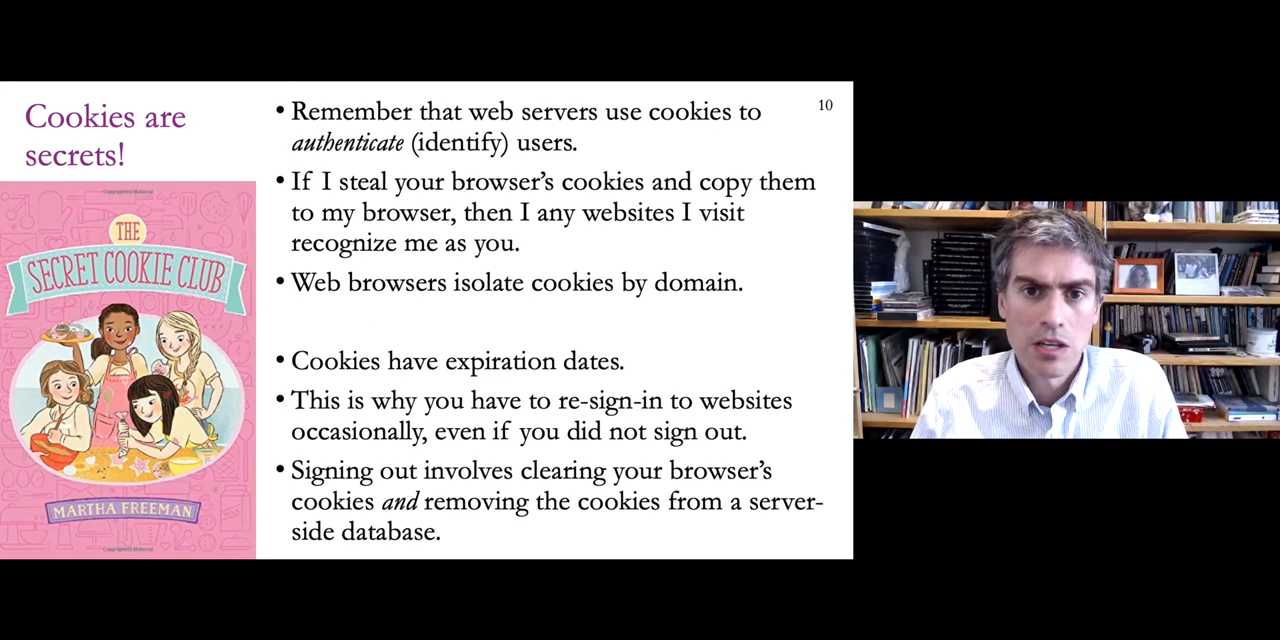 Cookies are
secrets!
Copyrighted Material
THE
SECRET COOKIE CLUB
MARTHA FREEMAN
Copyrighted Material
10
• Remember that web servers use cookies to
authenticate (identify) users.
• If I steal your browser's cookies and copy them
to my browser, then I any websites I visit
recognize me as you.
• Web browsers isolate cookies by domain.
• Cookies have expiration dates.
• This is why you have to re-sign-in to websites
occasionally, even if you did not sign out.
• Signing out involves clearing your browser's
cookies and removing the cookies from a server-
side database.